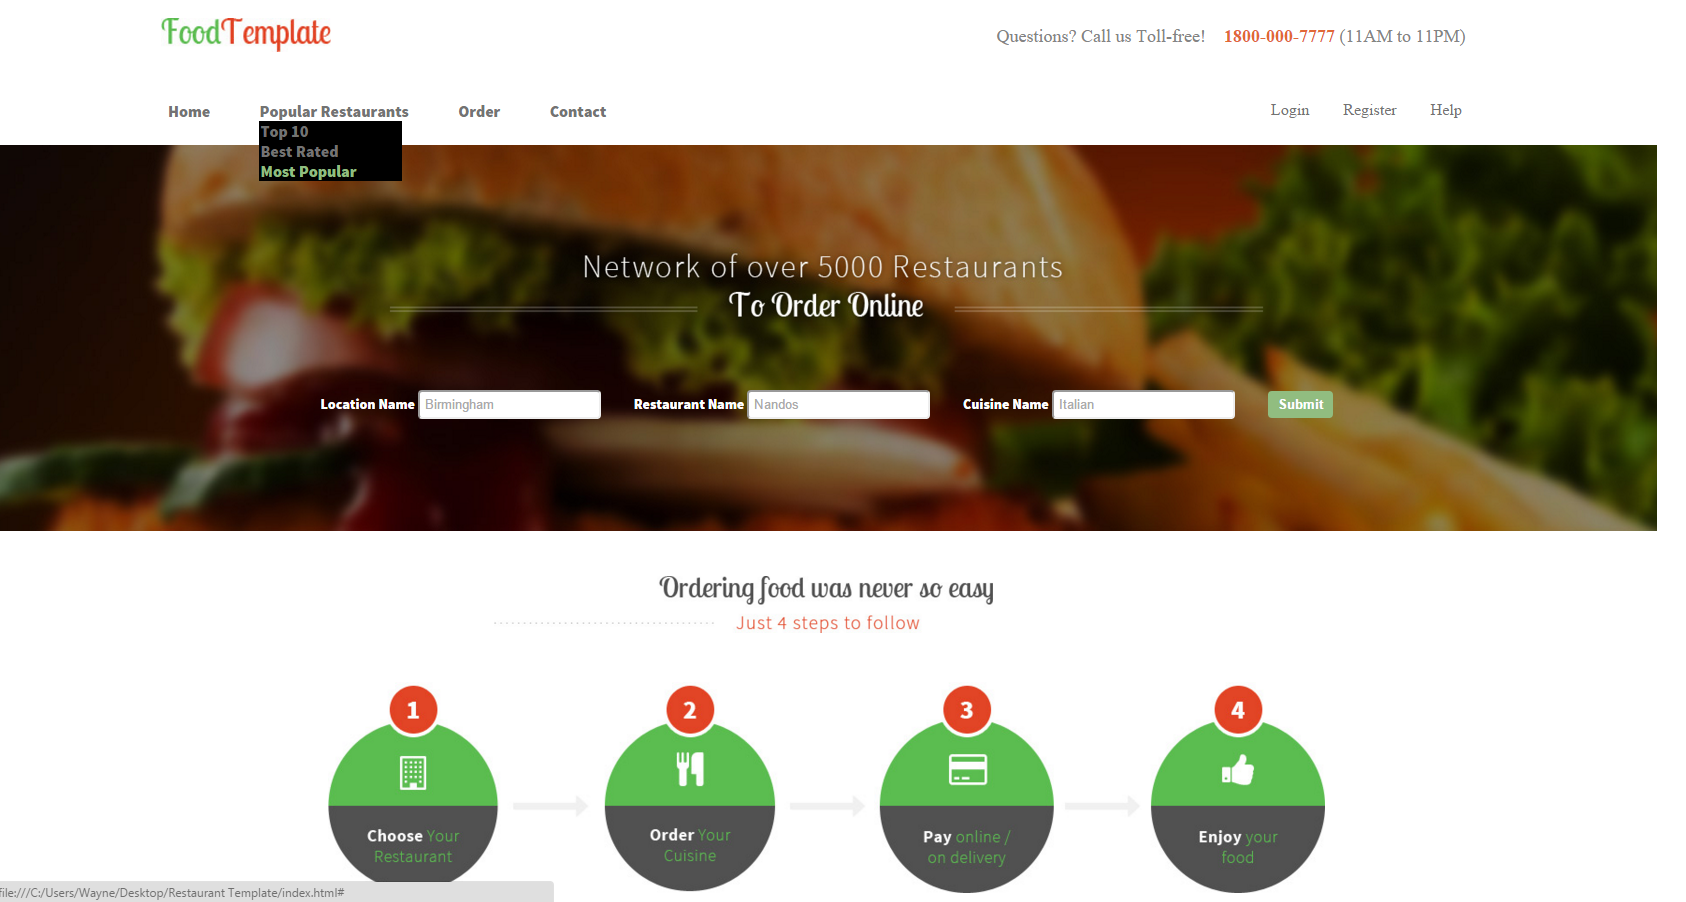 FoodTemplate
Questions? Call us Toll-free! 1800-000-7777 (11AM to 11PM)
Home Popular Restaurants Order Contact
Login Register Help
Top 10
Best Rated
Most Popular
Network of over 5000 Restaurants
To Order Online
Location Name Birmingham Restaurant Name Nandos Cuisine Name Italian Submit
Ordering food was never so easy
Just 4 steps to follow
1
Choose Your
Restaurant
2
Order Your
Cuisine
3
Pay online /
on delivery
4
Enjoy your
food
file:///C:/Users/Wayne/Desktop/Restaurant Template/index.html#